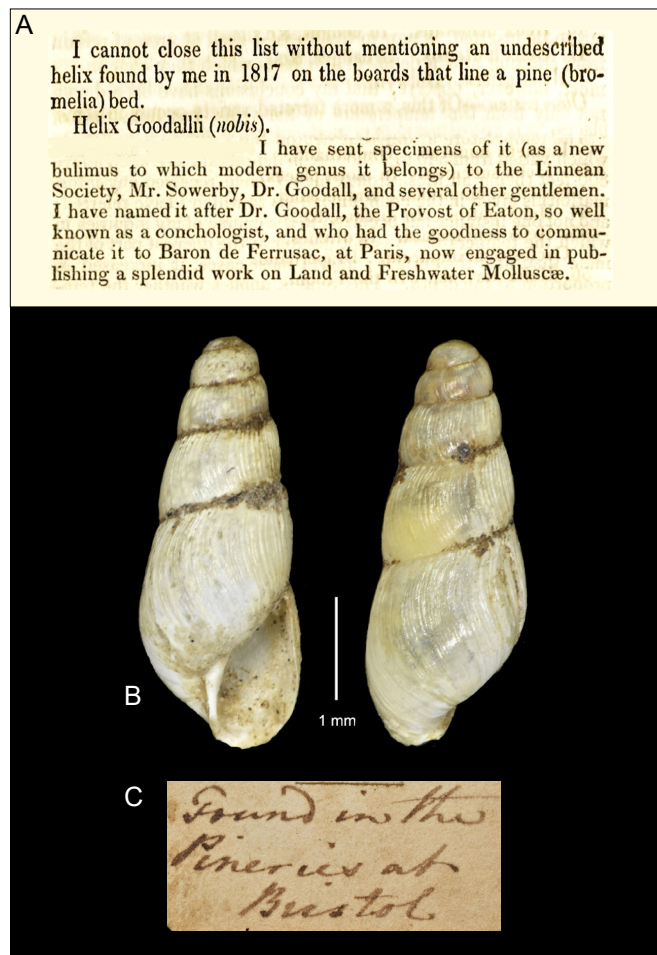 A
I cannot close this list without mentioning an undescribed
helix found by me in 1817 on the boards that line a pine (bro-
melia) bed.
Helix Goodallii (nobis).
I have sent specimens of it (as a new
bulimus to which modern genus it belongs) to the Linnean
Society, Mr. Sowerby, Dr. Goodall, and several other gentlemen.
I have named it after Dr. Goodall, the Provost of Eaton, so well
known as a conchologist, and who had the goodness to commu-
nicate it to Baron de Ferrusac, at Paris, now engaged in pub-
lishing a splendid work on Land and Freshwater Molluscæ.
B
1 mm
C
Found in the
Pineries at
Bristol